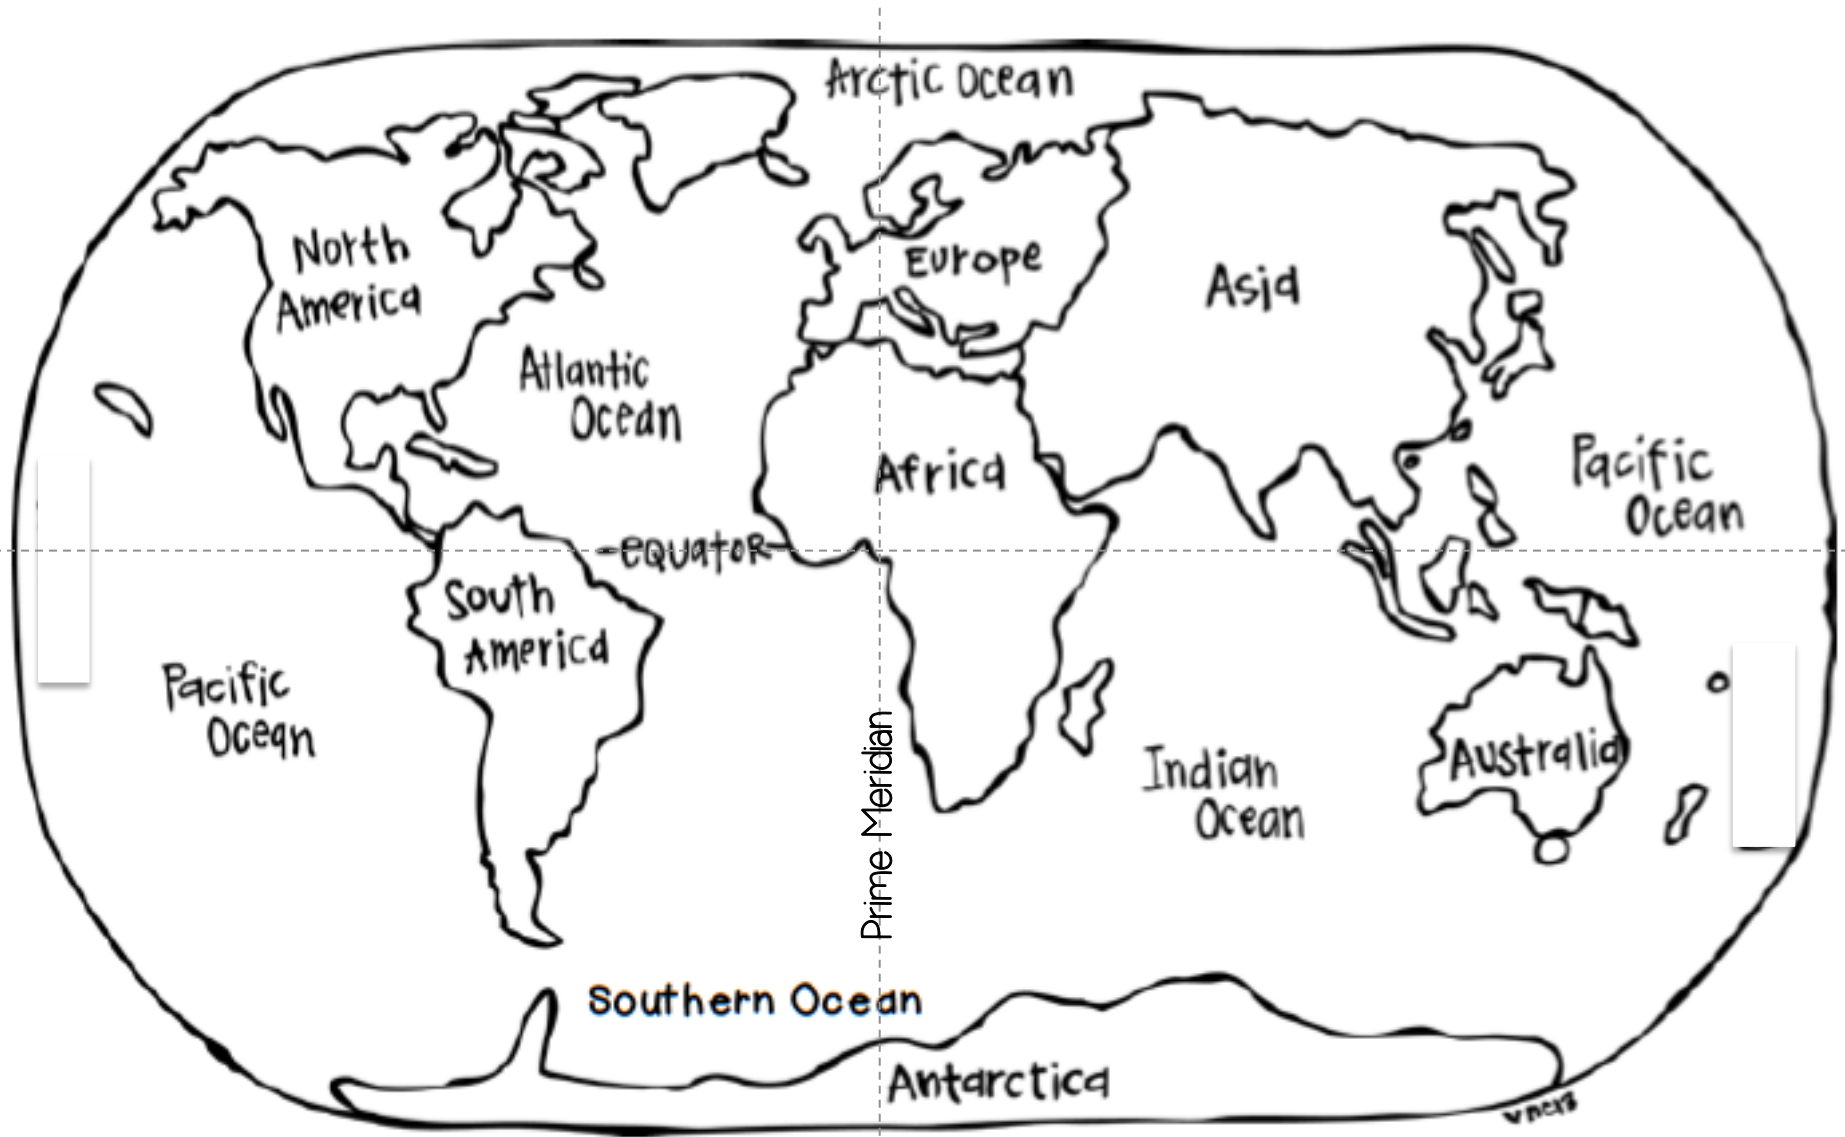 Arctic Ocean
North
America
Europe
Asia
Atlantic
Ocean
Africa
Pacific
Ocean
-equator-
South
America
Pacific
Ocean
Prime Meridian
Indian
Ocean
Australia
Southern Ocean
Antarctica